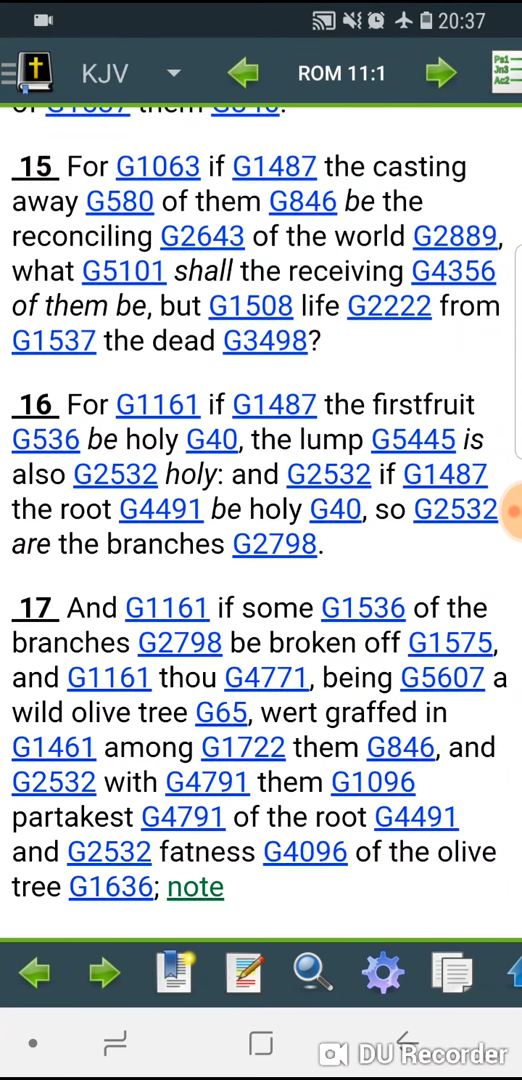 20:37
KJV ROM 11:1 Ps1
Jn3
Ac2
of G1537 them G846.
15 For G1063 if G1487 the casting
away G580 of them G846 be the
reconciling G2643 of the world G2889,
what G5101 shall the receiving G4356
of them be, but G1508 life G2222 from
G1537 the dead G3498?
16 For G1161 if G1487 the firstfruit
G536 be holy G40, the lump G5445 is
also G2532 holy: and G2532 if G1487
the root G4491 be holy G40, so G2532
are the branches G2798.
17 And G1161 if some G1536 of the
branches G2798 be broken off G1575,
and G1161 thou G4771, being G5607 a
wild olive tree G65, wert graffed in
G1461 among G1722 them G846, and
G2532 with G4791 them G1096
partakest G4791 of the root G4491
and G2532 fatness G4096 of the olive
tree G1636; note
DU Recorder